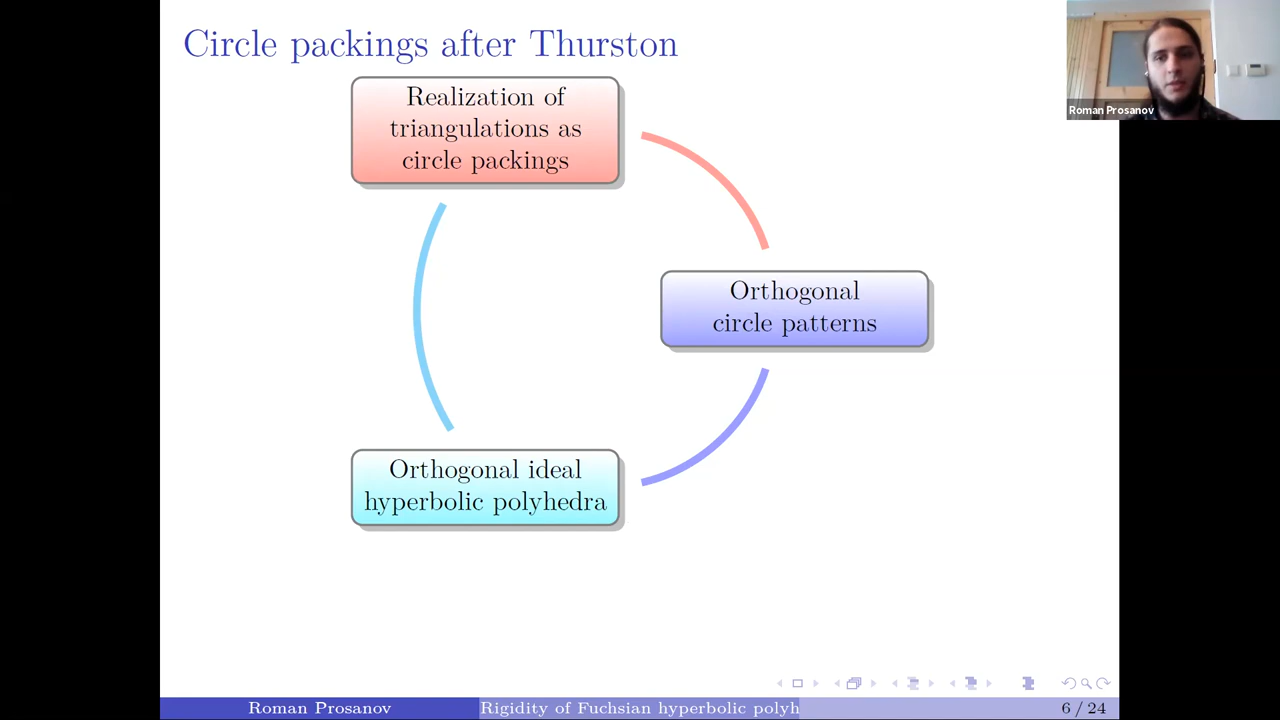 Circle packings after Thurston
Realization of
triangulations as
circle packings
Orthogonal
circle patterns
Orthogonal ideal
hyperbolic polyhedra
Roman Prosanov
Roman Prosanov
Rigidity of Fuchsian hyperbolic polyh
6 / 24